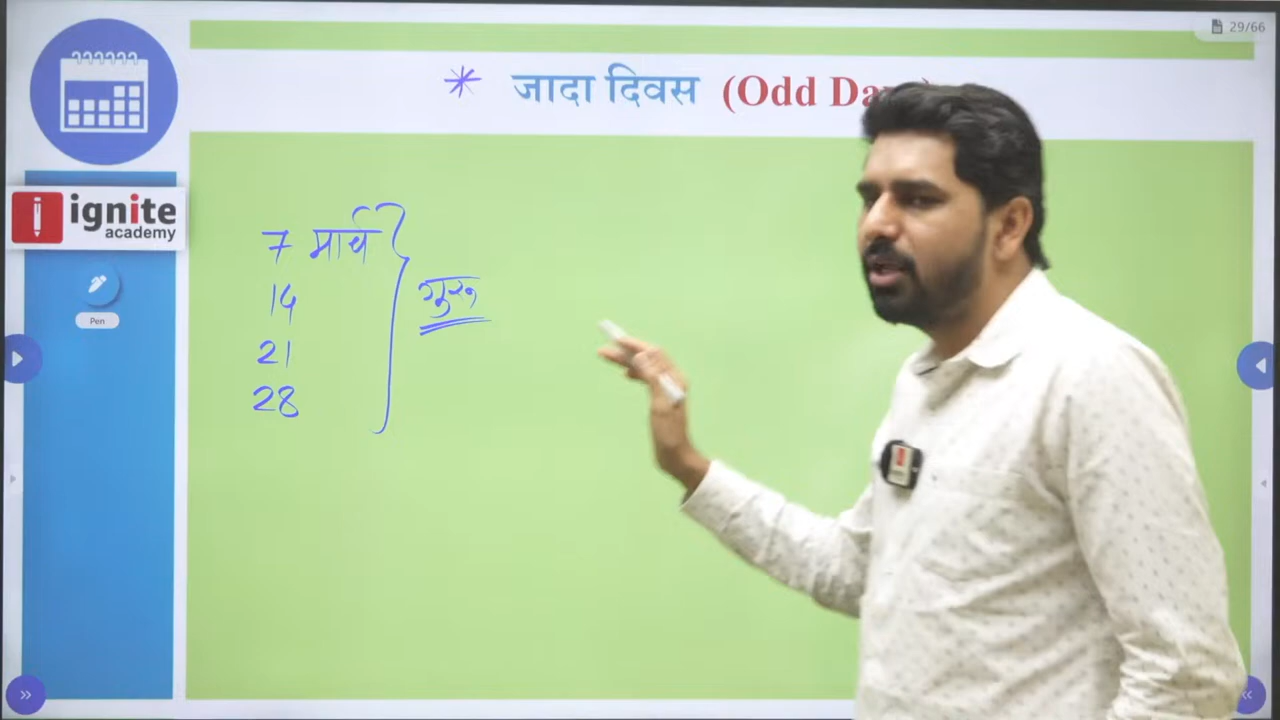 29/66
* जादा दिवस (Odd Da
ignite
academy
Pen
7 मार्च
14
21
28
गुरु